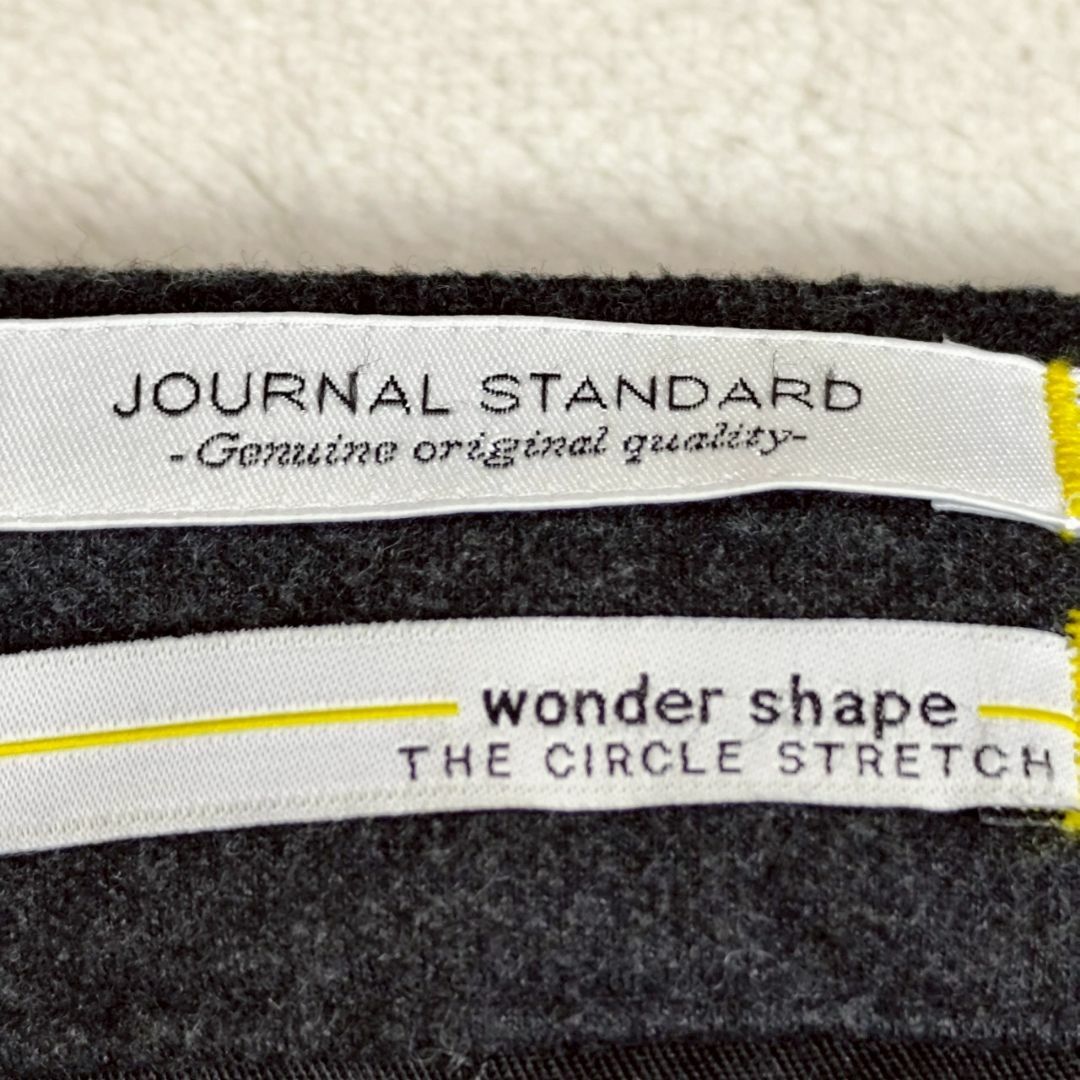 JOURNAL STANDARD
-Genuine original quality-
wonder shape
THE CIRCLE STRETCH